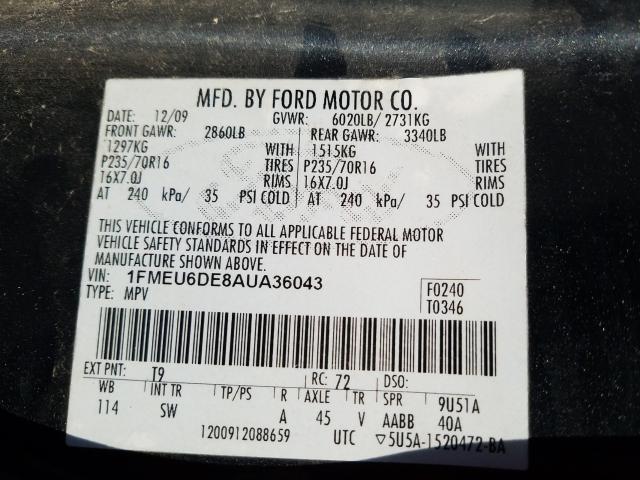 MFD. BY FORD MOTOR CO.
DATE: 12/09 GVWR: 6020LB/ 2731KG
FRONT GAWR: 2860LB REAR GAWR: 3340LB
1297KG WITH 1515KG WITH
P235/70R16 TIRES P235/70R16 TIRES
16X7.0J RIMS 16X7.0J RIMS
AT 240 kPa/ 35 PSI COLD AT 240 kPa/ 35 PSI COLD
THIS VEHICLE CONFORMS TO ALL APPLICABLE FEDERAL MOTOR
VEHICLE SAFETY STANDARDS IN EFFECT ON THE DATE OF
MANUFACTURE SHOWN ABOVE.
VIN: 1FMEU6DE8AUA36043 F0240
TYPE: MPV T0346
EXT PNT: T9 RC: 72 DSO:
WB INT TR TP/PS R AXLE TR SPR 9U51A
114 SW A 45 V AABB 40A
1200912088659 UTC ▽5U5A-1520472-BA